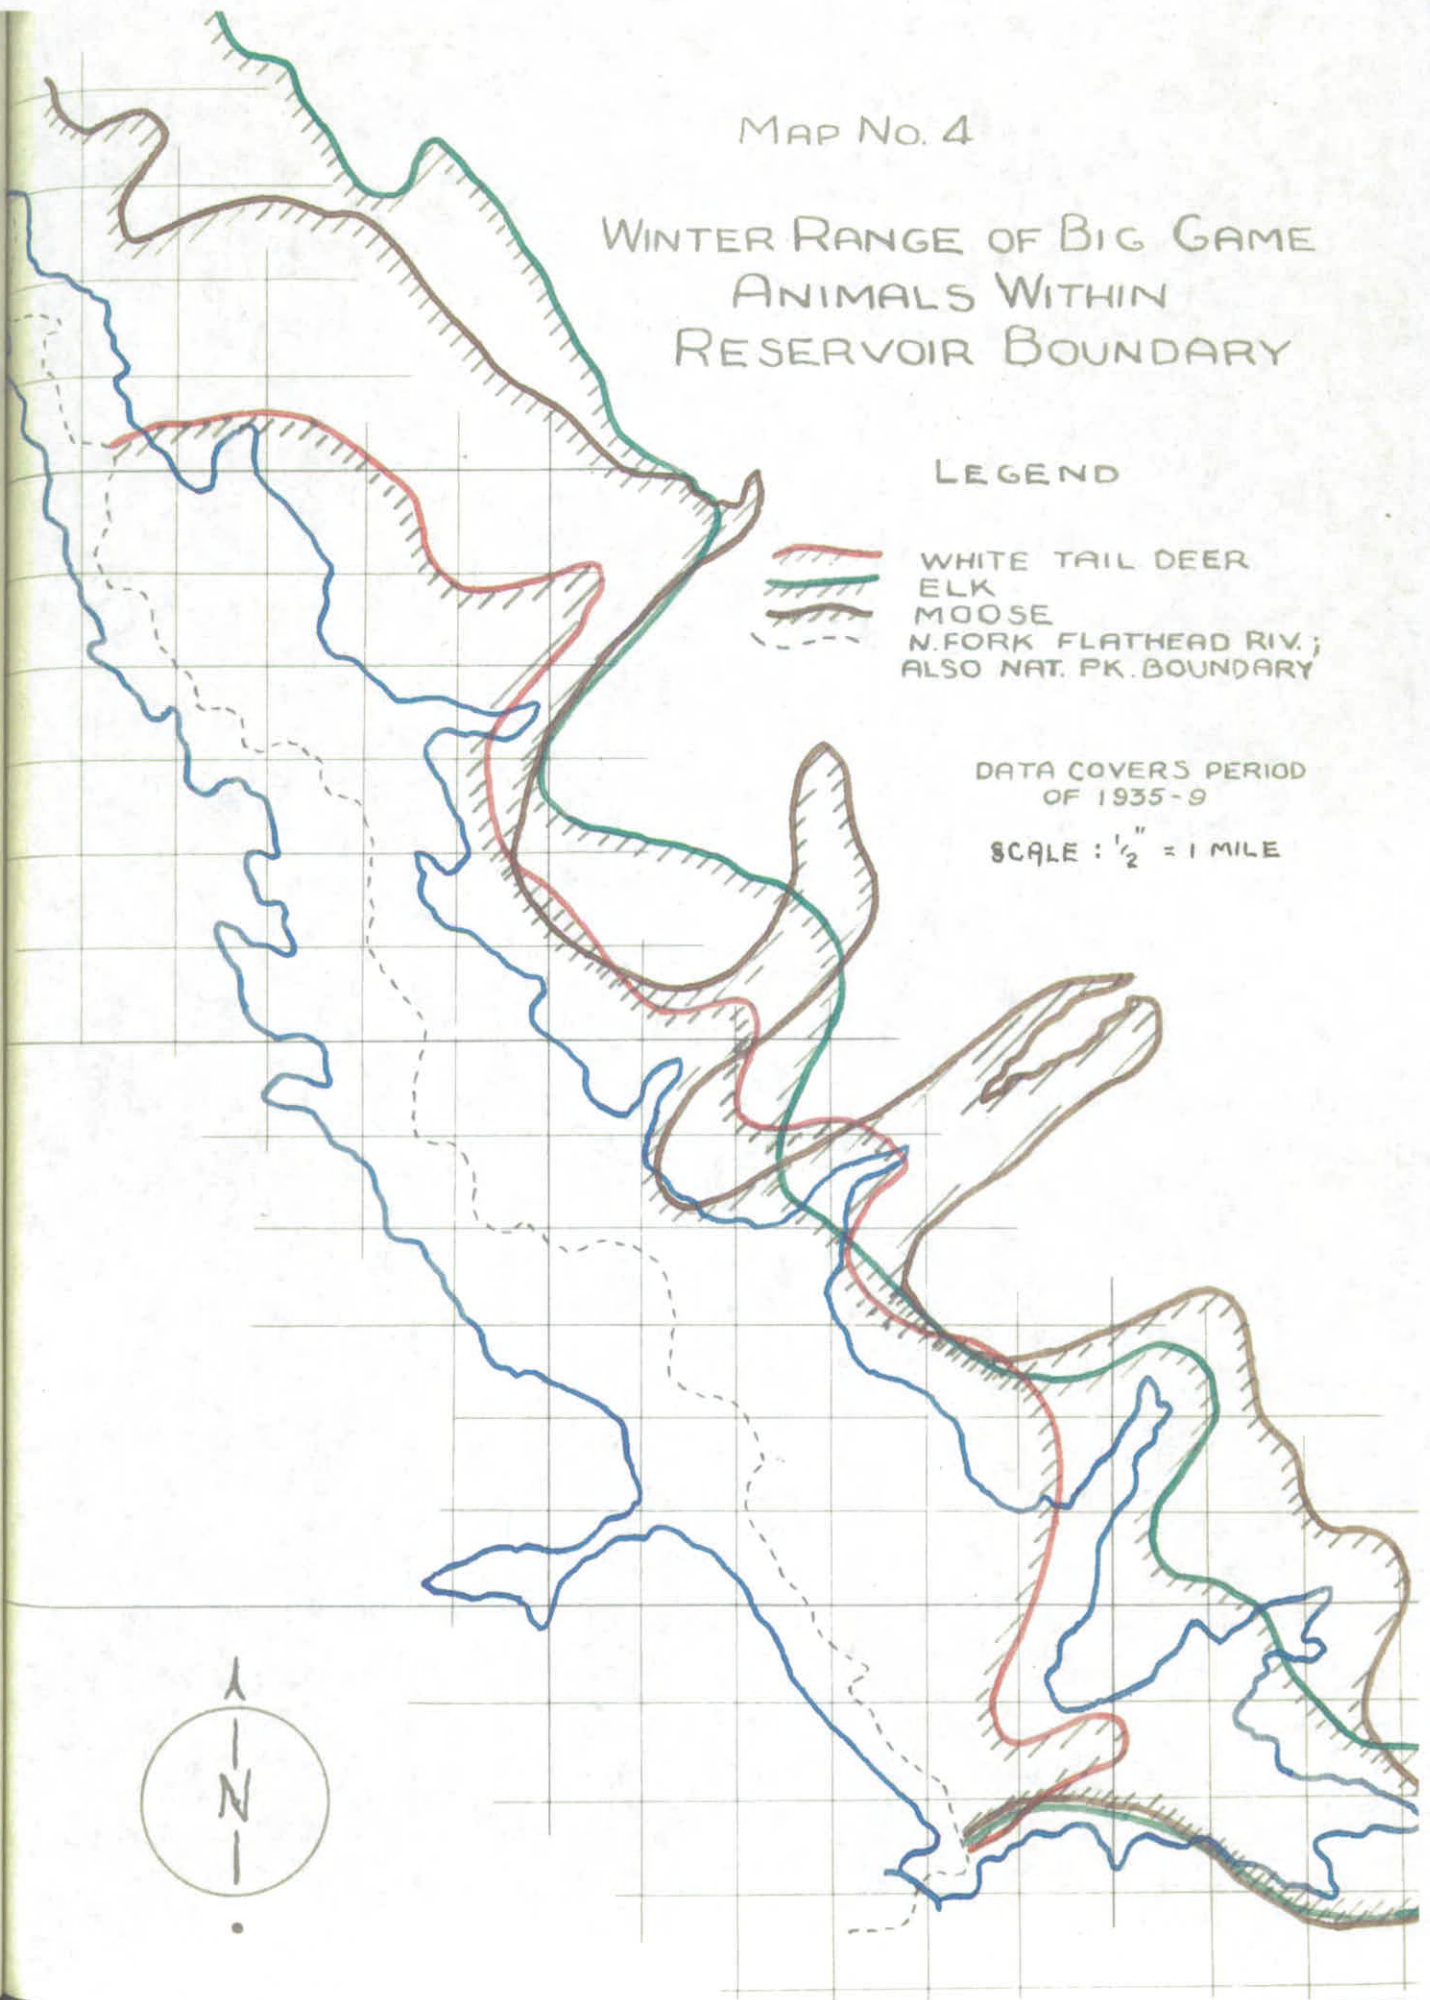 MAP NO. 4
WINTER RANGE OF BIG GAME
ANIMALS WITHIN
RESERVOIR BOUNDARY
LEGEND
WHITE TAIL DEER
ELK
MOOSE
N. FORK FLATHEAD RIV.;
ALSO NAT. PK. BOUNDARY
DATA COVERS PERIOD
OF 1935-9
SCALE : 1/2" = 1 MILE
N